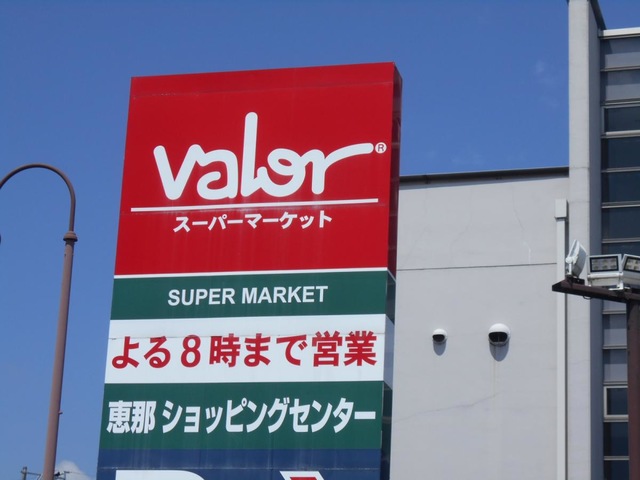 valor®
スーパーマーケット
SUPER MARKET
よる8時まで営業
恵那ショッピングセンター